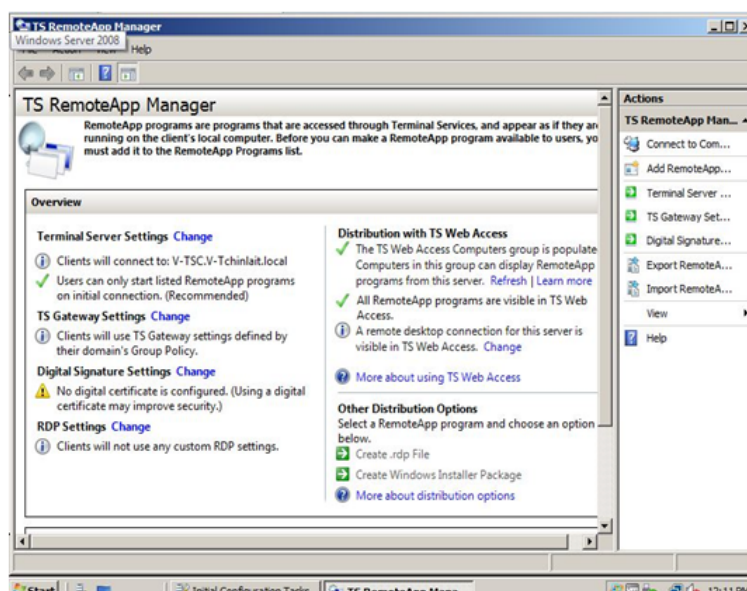 TS RemoteApp Manager
Windows Server 2008
Help
TS RemoteApp Manager
RemoteApp programs are programs that are accessed through Terminal Services, and appear as if they are
running on the client's local computer. Before you can make a RemoteApp program available to users, yo
must add it to the RemoteApp Programs list.
Overview
Terminal Server Settings Change
Clients will connect to: V-TSC.V-Tchinlait.local
Users can only start listed RemoteApp programs
on initial connection. (Recommended)
TS Gateway Settings Change
Clients will use TS Gateway settings defined by
their domain's Group Policy.
Digital Signature Settings Change
No digital certificate is configured. (Using a digital
certificate may improve security.)
RDP Settings Change
Clients will not use any custom RDP settings.
Distribution with TS Web Access
The TS Web Access Computers group is populate
Computers in this group can display RemoteApp
programs from this server. Refresh | Learn more
All RemoteApp programs are visible in TS Web
Access.
A remote desktop connection for this server is
visible in TS Web Access. Change
More about using TS Web Access
Other Distribution Options
Select a RemoteApp program and choose an option
below.
Create .rdp File
Create Windows Installer Package
More about distribution options
Actions
TS RemoteApp Man...
Connect to Com...
Add RemoteApp...
Terminal Server ...
TS Gateway Set...
Digital Signature...
Export RemoteA...
Import RemoteA...
View
Help
Start
Initial Configuration Tasks
TS RemoteApp Mana...
12:11 PM